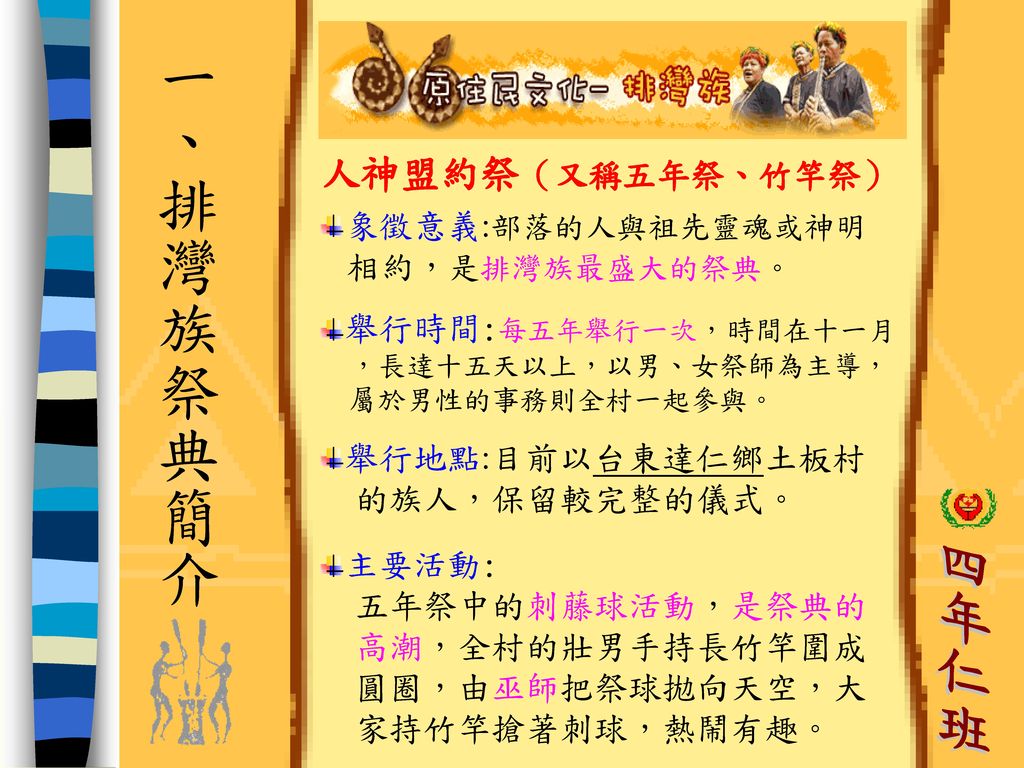 一、排灣族祭典簡介
原住民文化-排灣族
人神盟約祭（又稱五年祭、竹竿祭）
象徵意義:部落的人與祖先靈魂或神明
相約，是排灣族最盛大的祭典。
舉行時間:每五年舉行一次，時間在十一月
，長達十五天以上，以男、女祭師為主導，
屬於男性的事務則全村一起參與。
舉行地點:目前以台東達仁鄉土板村
的族人，保留較完整的儀式。
主要活動:
五年祭中的刺藤球活動，是祭典的
高潮，全村的壯男手持長竹竿圍成
圓圈，由巫師把祭球拋向天空，大
家持竹竿搶著刺球，熱鬧有趣。
四年仁班